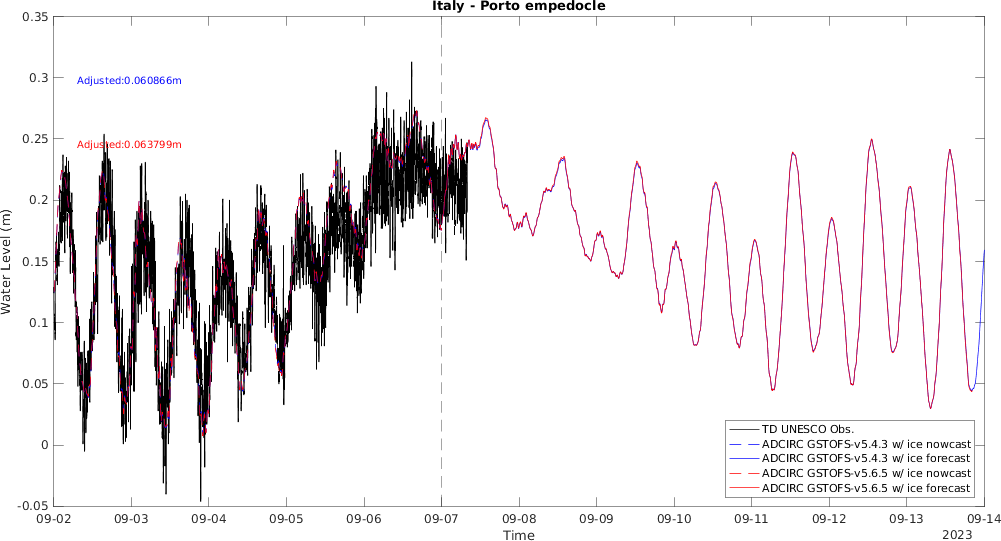 Italy - Porto empedocle
Water Level (m)
0.35
0.3
0.25
0.2
0.15
0.1
0.05
0
-0.05
Adjusted:0.060866m
Adjusted:0.063799m
TD UNESCO Obs.
ADCIRC GSTOFS-v5.4.3 w/ ice nowcast
ADCIRC GSTOFS-v5.4.3 w/ ice forecast
ADCIRC GSTOFS-v5.6.5 w/ ice nowcast
ADCIRC GSTOFS-v5.6.5 w/ ice forecast
09-02 09-03 09-04 09-05 09-06 09-07 09-08 09-09 09-10 09-11 09-12 09-13 09-14
Time
2023